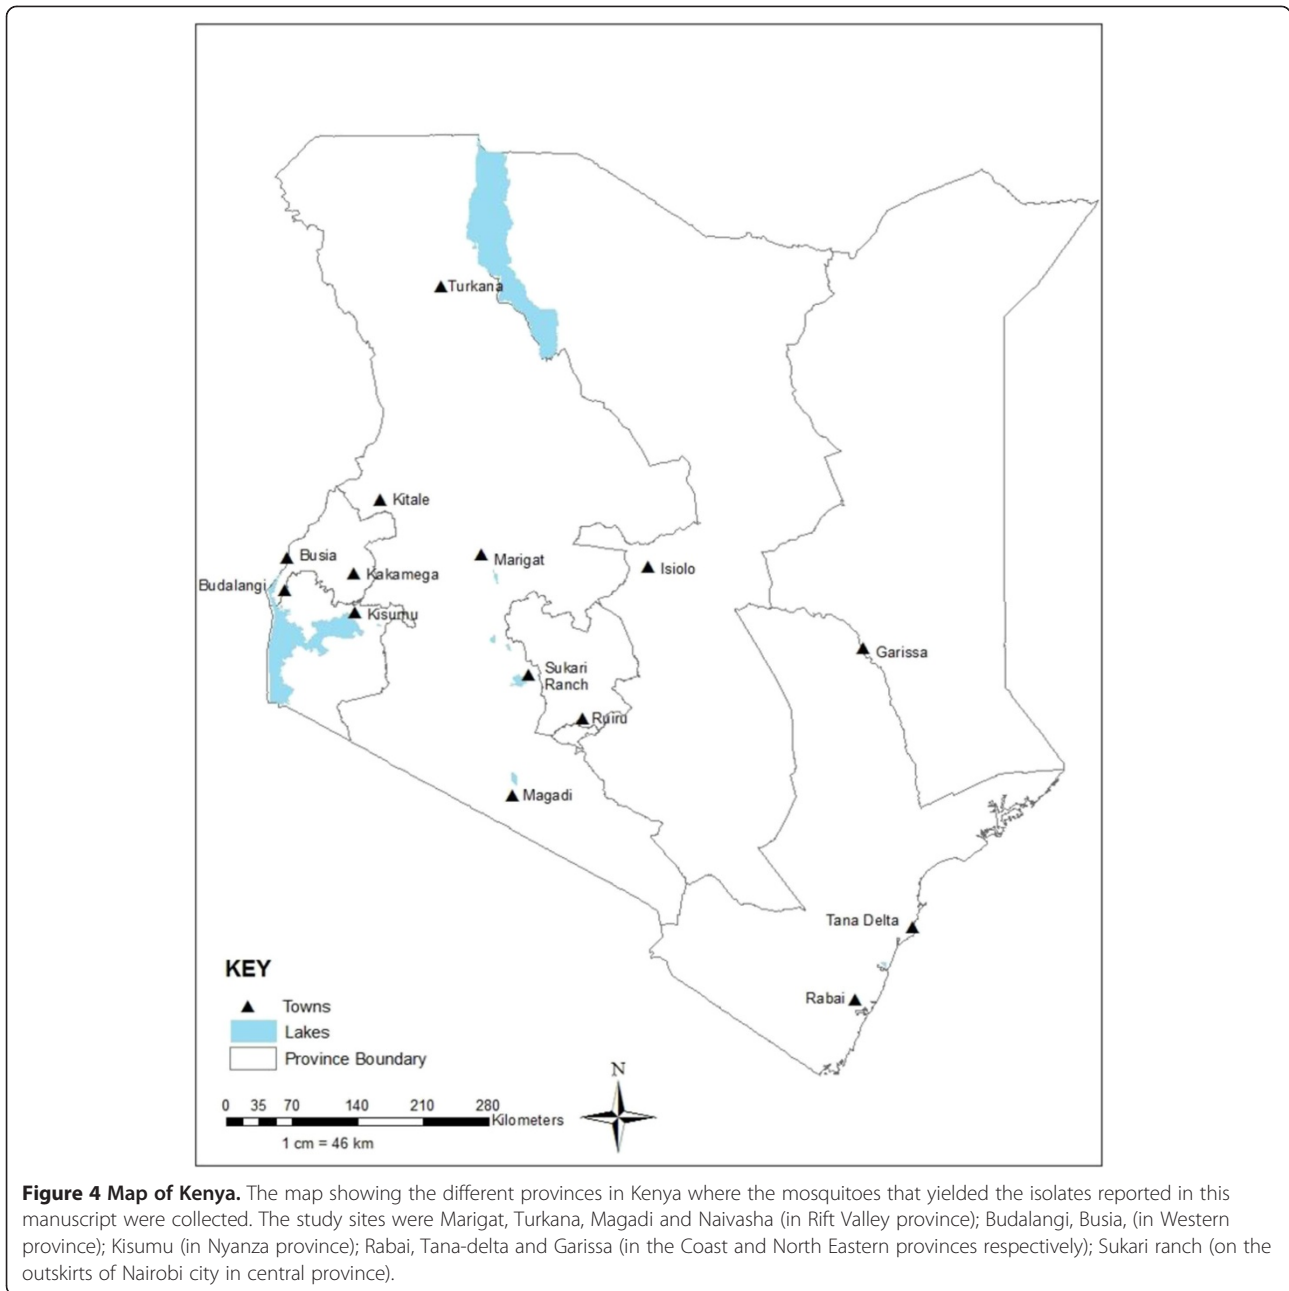 Turkana
Kitale
Busia
Marigat
Isiolo
Kakamega
Budalangi
Kisumu
Garissa
Sukari
Ranch
Ruiru
Magadi
Tana Delta
Rabai
KEY
Towns
Lakes
Province Boundary
N
0 35 70 140 210 280
Kilometers
1 cm = 46 km
Figure 4 Map of Kenya. The map showing the different provinces in Kenya where the mosquitoes that yielded the isolates reported in this
manuscript were collected. The study sites were Marigat, Turkana, Magadi and Naivasha (in Rift Valley province); Budalangi, Busia, (in Western
province); Kisumu (in Nyanza province); Rabai, Tana-delta and Garissa (in the Coast and North Eastern provinces respectively); Sukari ranch (on the
outskirts of Nairobi city in central province).